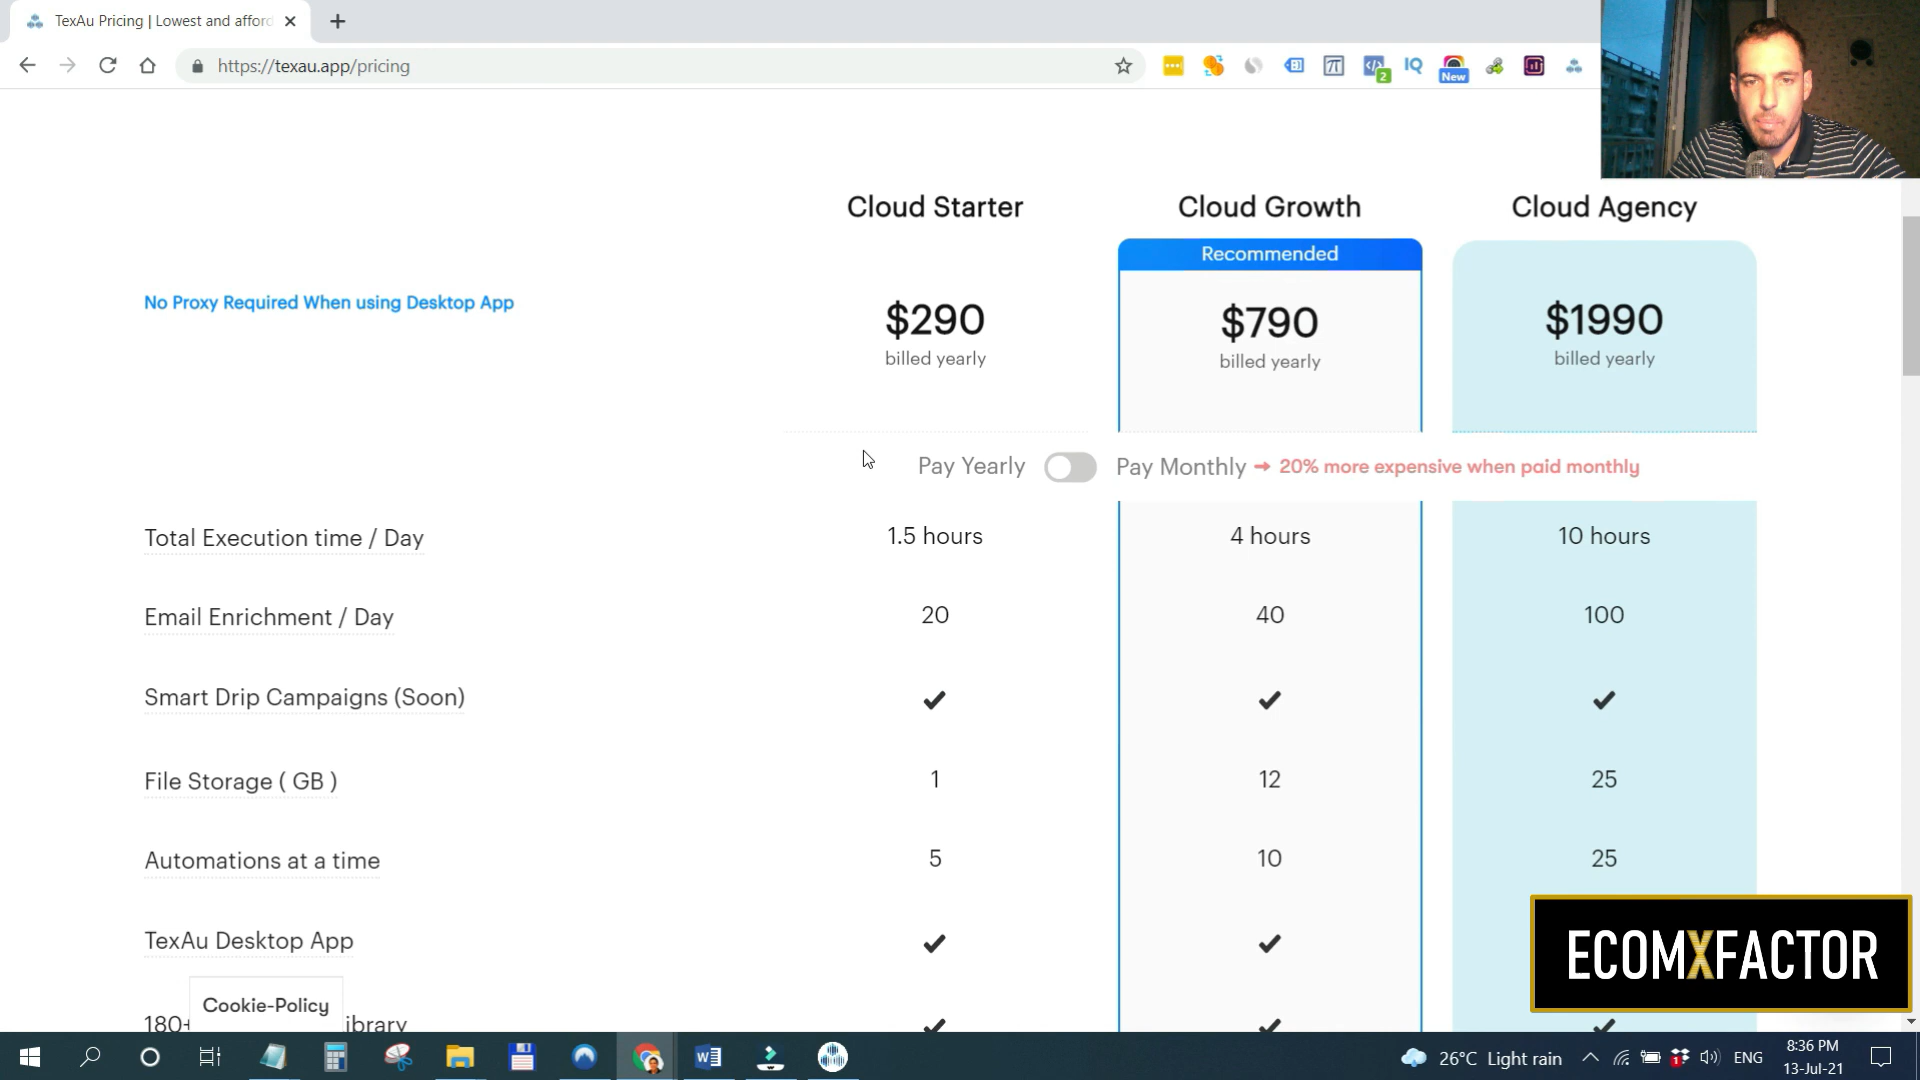 TexAu Pricing | Lowest and afford
https://texau.app/pricing
2
IQ
New
Cloud Starter
Cloud Growth
Cloud Agency
Recommended
No Proxy Required When using Desktop App
$290
billed yearly
$790
billed yearly
$1990
billed yearly
Pay Yearly
Pay Monthly → 20% more expensive when paid monthly
Total Execution time / Day
1.5 hours
4 hours
10 hours
Email Enrichment / Day
20
40
100
Smart Drip Campaigns (Soon)
✔
✔
✔
File Storage ( GB )
1
12
25
Automations at a time
5
10
25
TexAu Desktop App
✔
✔
ECOMXFACTOR
Cookie-Policy
180+
ibrary
✔
✔
✔
26°C Light rain
ENG
8:36 PM
13-Jul-21